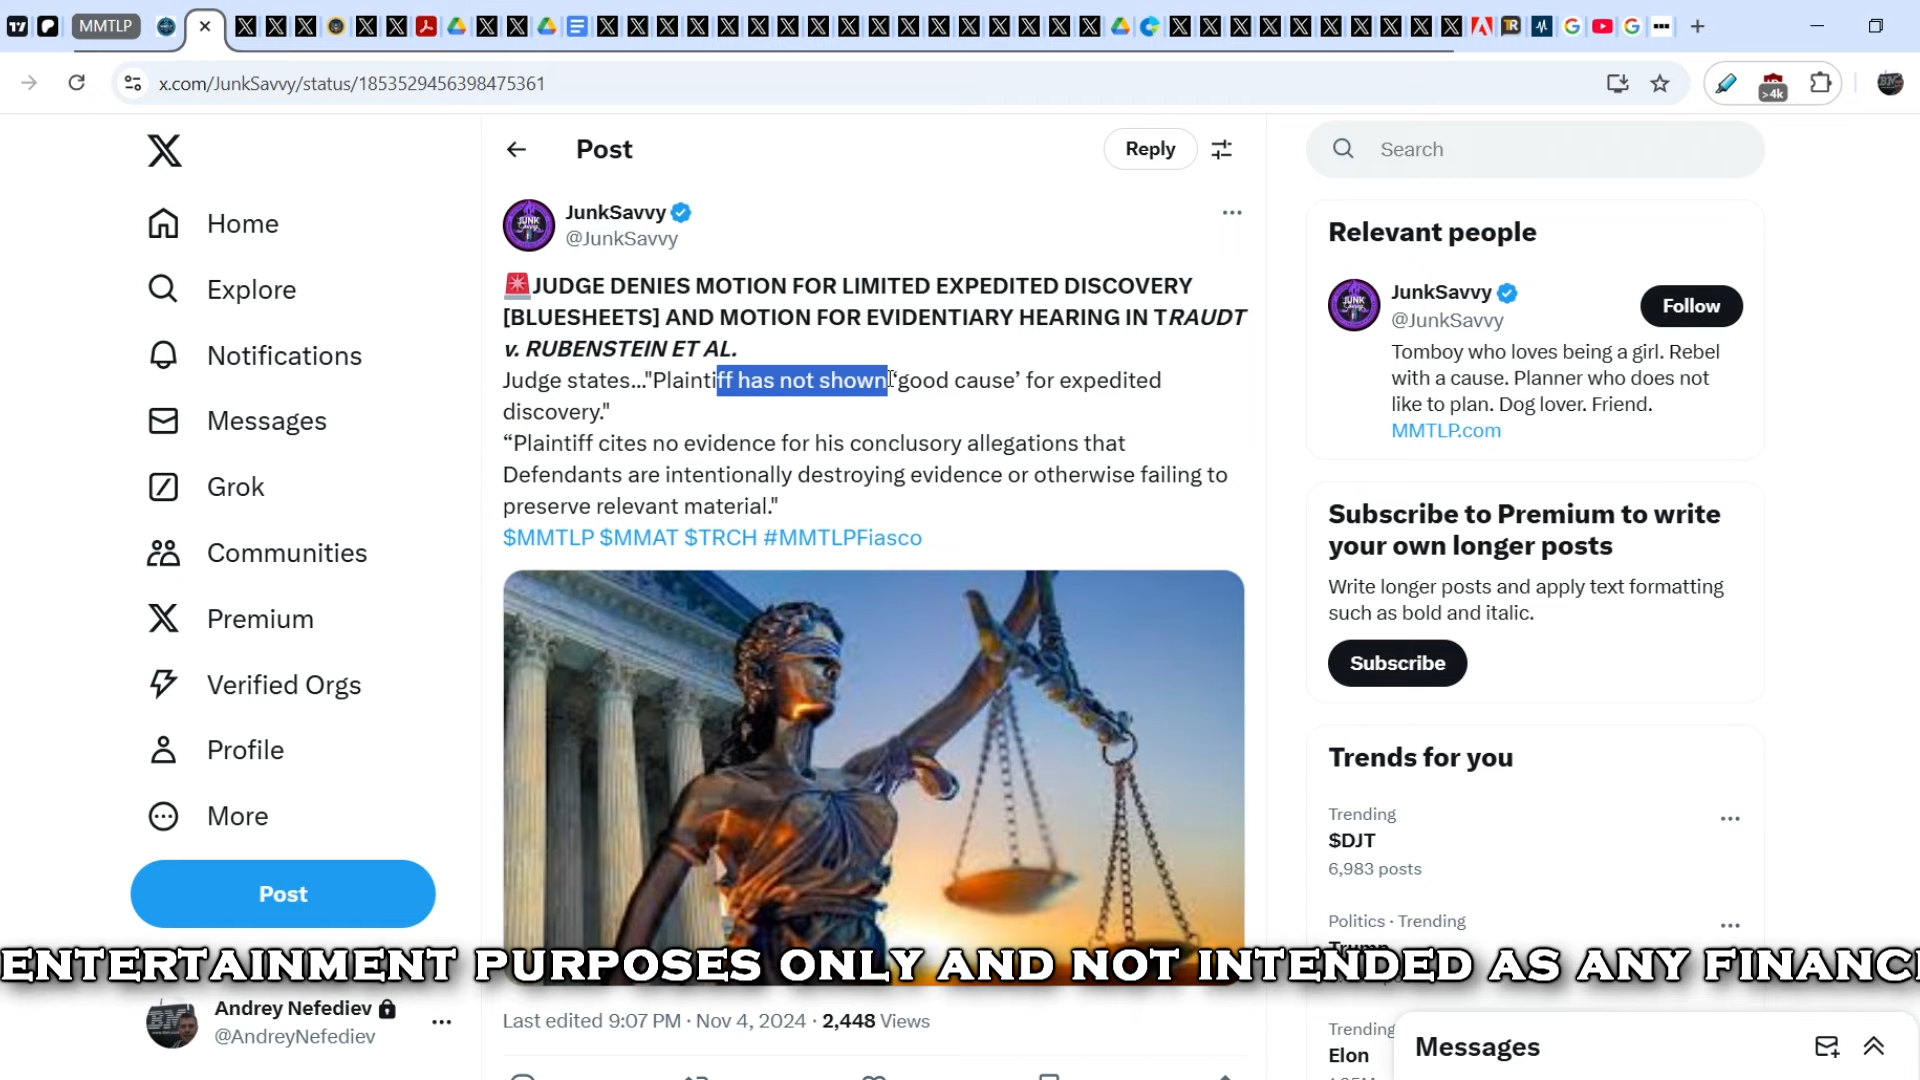 MMTLP
x.com/JunkSavvy/status/1853529456398475361
>4k
Home
Explore
Notifications
Messages
Grok
Communities
Premium
Verified Orgs
Profile
More
Post
Andrey Nefediev
@AndreyNefediev
Post
Reply
JunkSavvy
@JunkSavvy
🚨JUDGE DENIES MOTION FOR LIMITED EXPEDITED DISCOVERY
[BLUESHEETS] AND MOTION FOR EVIDENTIARY HEARING IN TRAUDT
v. RUBENSTEIN ET AL.
Judge states..."Plaintiff has not shown ‘good cause’ for expedited
discovery."
“Plaintiff cites no evidence for his conclusory allegations that
Defendants are intentionally destroying evidence or otherwise failing to
preserve relevant material."
$MMTLP $MMAT $TRCH #MMTLPFiasco
Last edited 9:07 PM · Nov 4, 2024 · 2,448 Views
Search
Relevant people
JunkSavvy
@JunkSavvy
Follow
Tomboy who loves being a girl. Rebel
with a cause. Planner who does not
like to plan. Dog lover. Friend.
MMTLP.com
Subscribe to Premium to write
your own longer posts
Write longer posts and apply text formatting
such as bold and italic.
Subscribe
Trends for you
Trending
$DJT
6,983 posts
Politics · Trending
Trump
Trending
Elon
Messages
ENTERTAINMENT PURPOSES ONLY AND NOT INTENDED AS ANY FINANCI